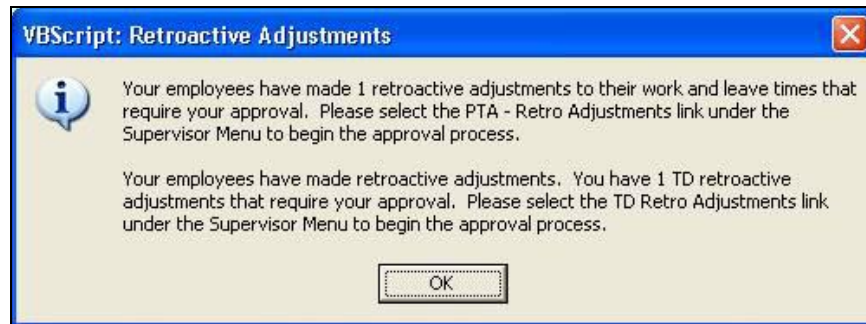 VBScript: Retroactive Adjustments
Your employees have made 1 retroactive adjustments to their work and leave times that
require your approval.  Please select the PTA - Retro Adjustments link under the
Supervisor Menu to begin the approval process.
Your employees have made retroactive adjustments.  You have 1 TD retroactive
adjustments that require your approval.  Please select the TD Retro Adjustments link
under the Supervisor Menu to begin the approval process.
OK